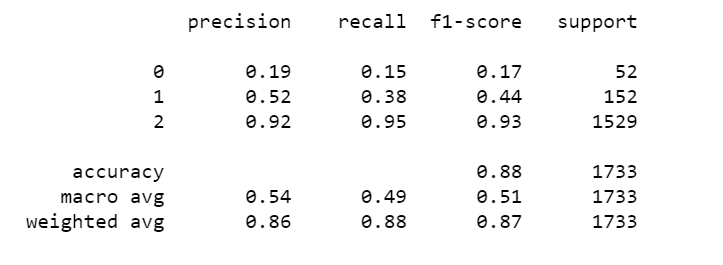 precision recall f1-score support
0 0.19 0.15 0.17 52
1 0.52 0.38 0.44 152
2 0.92 0.95 0.93 1529
accuracy 0.88 1733
macro avg 0.54 0.49 0.51 1733
weighted avg 0.86 0.88 0.87 1733